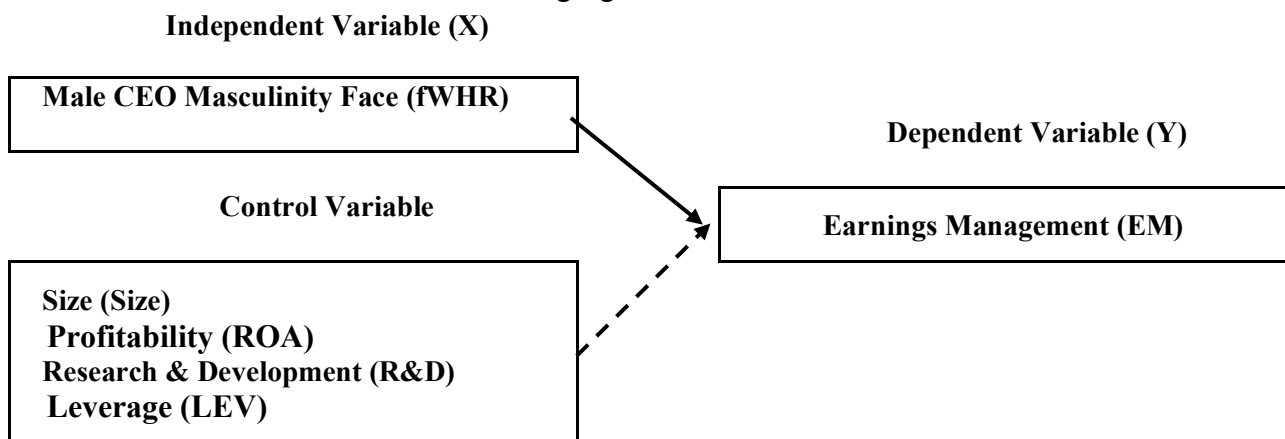 Independent Variable (X)
Male CEO Masculinity Face (fWHR)
Dependent Variable (Y)
Control Variable
Earnings Management (EM)
Size (Size)
Profitability (ROA)
Research & Development (R&D)
Leverage (LEV)